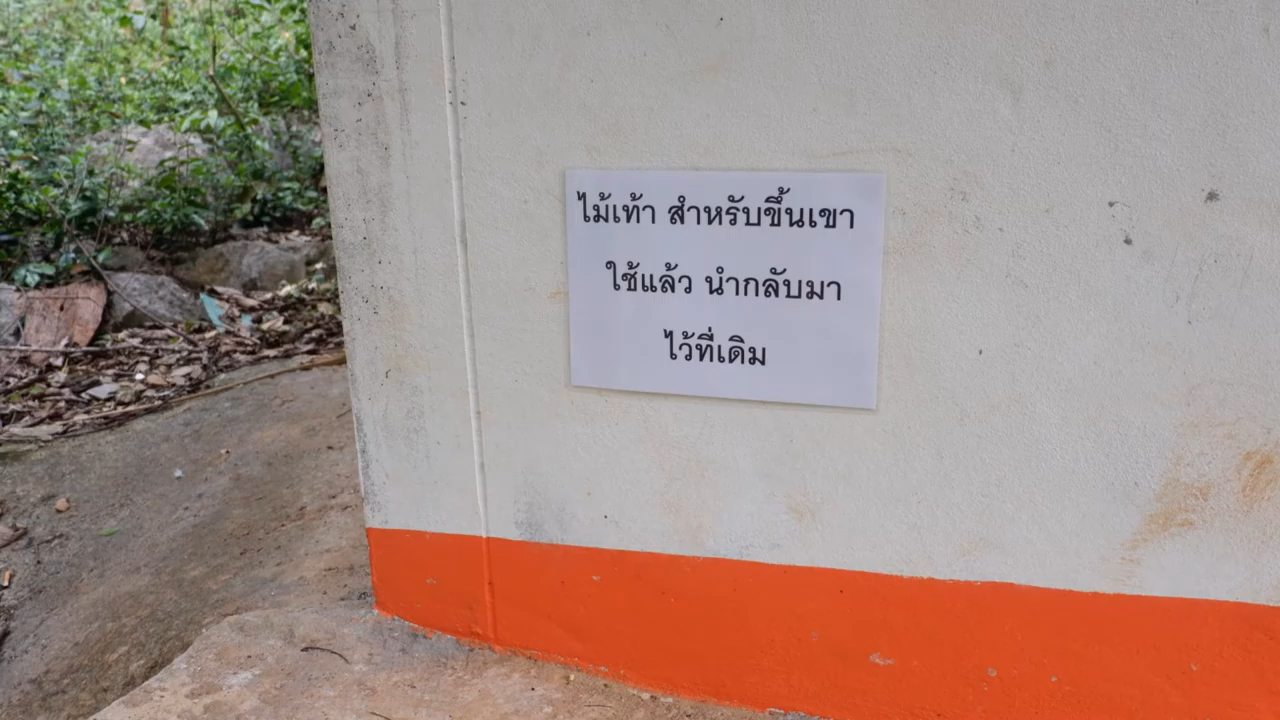 ไม้เท้า สำหรับขึ้นเขา
ใช้แล้ว นำกลับมา
ไว้ที่เดิม